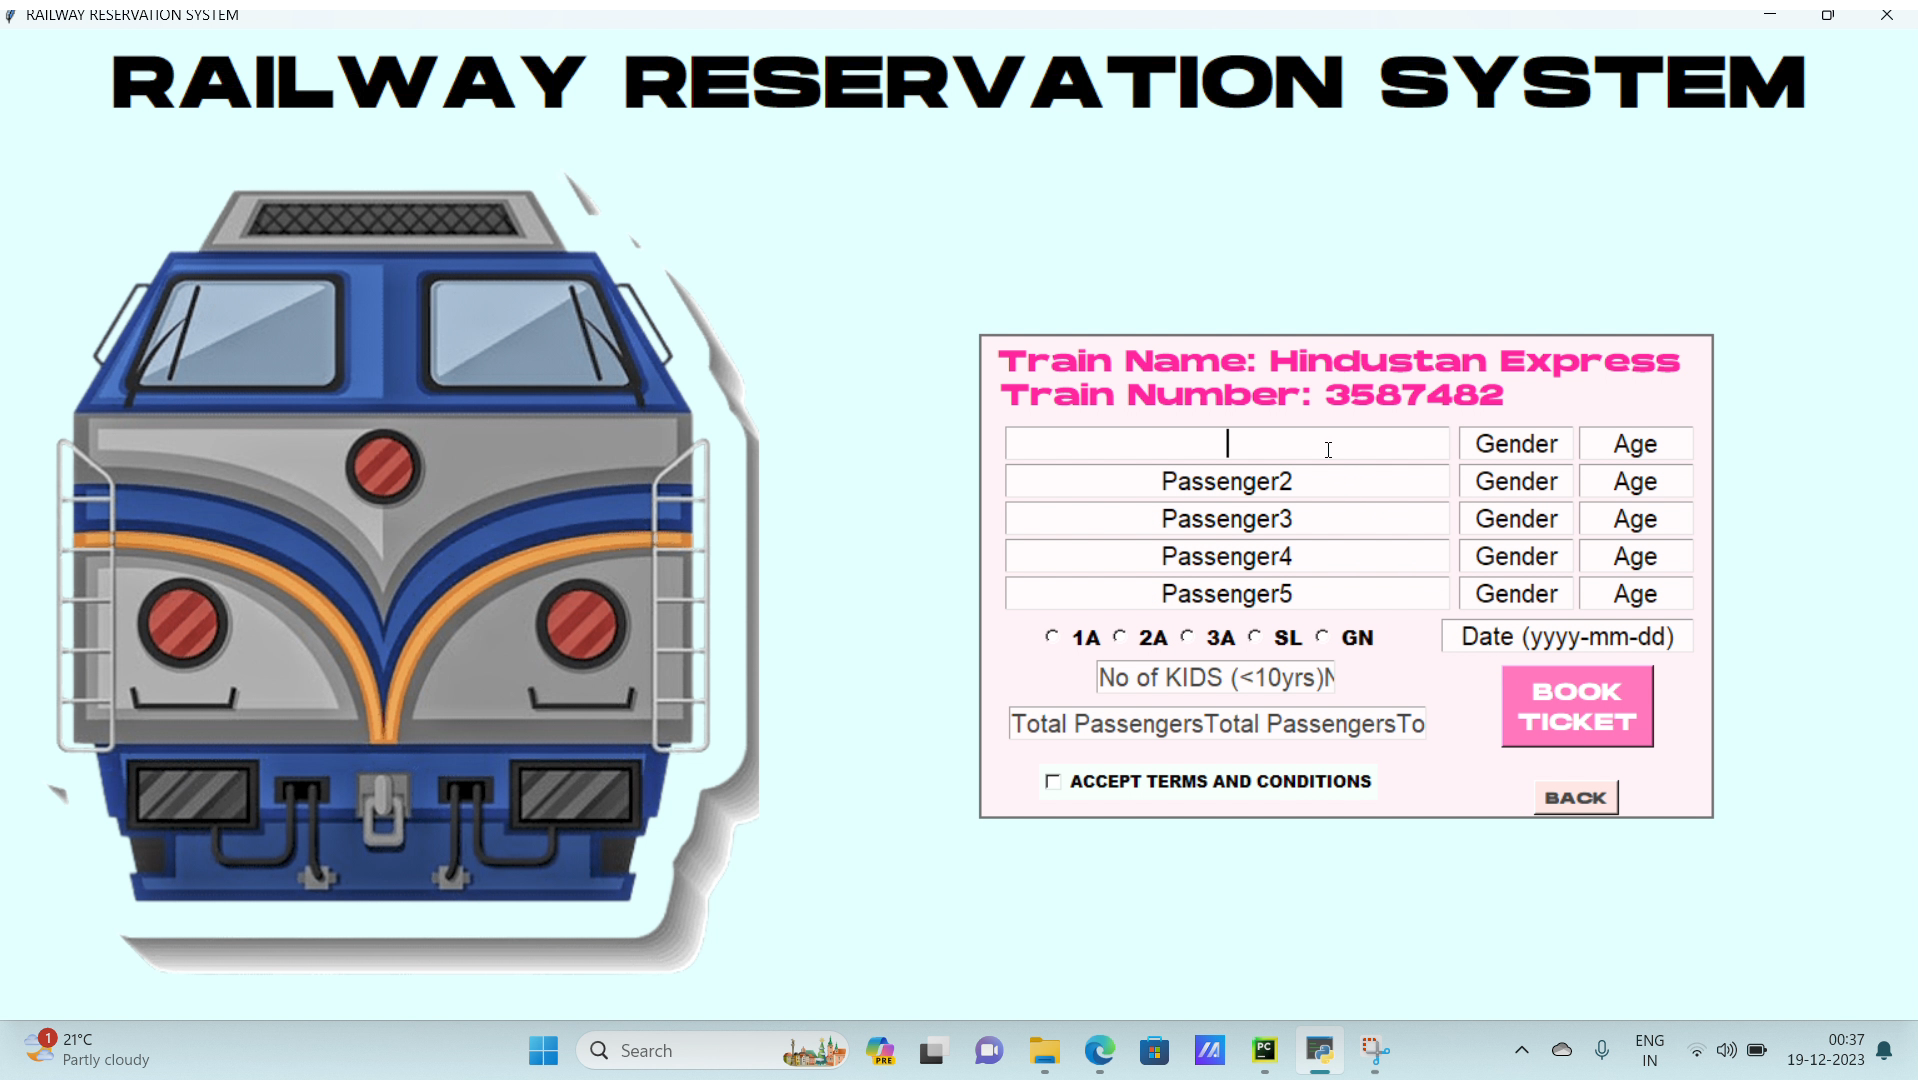 RAILWAY RESERVATION SYSTEM
RAILWAY RESERVATION SYSTEM
Train Name: Hindustan Express
Train Number: 3587482
Gender Age
Passenger2 Gender Age
Passenger3 Gender Age
Passenger4 Gender Age
Passenger5 Gender Age
1A 2A 3A SL GN Date (yyyy-mm-dd)
No of KIDS (<10yrs)N
BOOK
TICKET
Total PassengersTotal PassengersTo
ACCEPT TERMS AND CONDITIONS
BACK
1
21°C
Partly cloudy
Search
PRE
PC
ENG
IN
00:37
19-12-2023